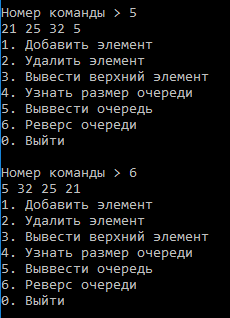 Номер команды > 5
21 25 32 5
1. Добавить элемент
2. Удалить элемент
3. Вывести верхний элемент
4. Узнать размер очереди
5. Выввести очередь
6. Реверс очереди
0. Выйти
Номер команды > 6
5 32 25 21
1. Добавить элемент
2. Удалить элемент
3. Вывести верхний элемент
4. Узнать размер очереди
5. Выввести очередь
6. Реверс очереди
0. Выйти